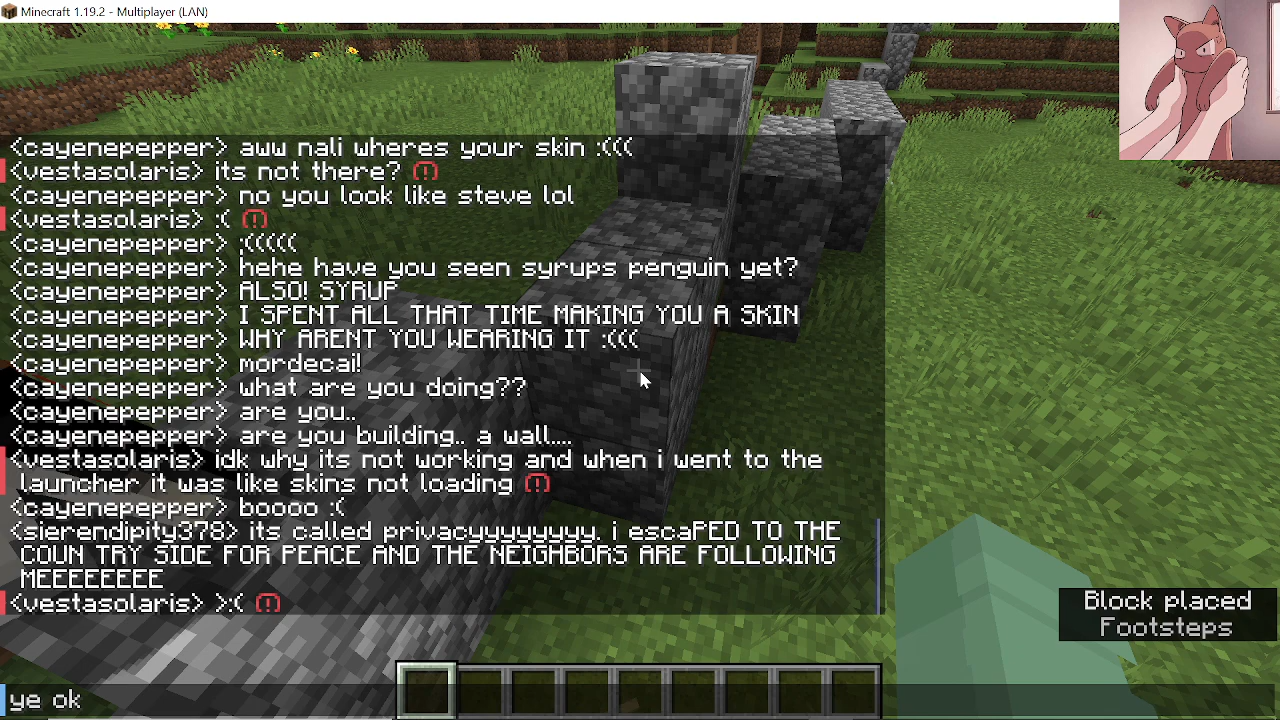 Minecraft 1.19.2 - Multiplayer (LAN)
<cayenepepper> aww nali wheres your skin :(((
<vestasolaris> its not there? (!)
<cayenepepper> no you look like steve lol
<vestasolaris> :( (!)
<cayenepepper> ;(((((
<cayenepepper> hehe have you seen syrups penguin yet?
<cayenepepper> ALSO! SYRUP
<cayenepepper> I SPENT ALL THAT TIME MAKING YOU A SKIN
<cayenepepper> WHY ARENT YOU WEARING IT :(((
<cayenepepper> mordecai!
<cayenepepper> what are you doing??
<cayenepepper> are you..
<cayenepepper> are you building.. a wall....
<vestasolaris> idk why its not working and when i went to the
launcher it was like skins not loading (!)
<cayenepepper> boooo :(
<sierendipity378> its called privacyyyyyyyyy. i escaPED TO THE
COUN TRY SIDE FOR PEACE AND THE NEIGHBORS ARE FOLLOWING
MEEEEEEEEE
<vestasolaris> >:( (!)
Block placed
Footsteps
ye ok